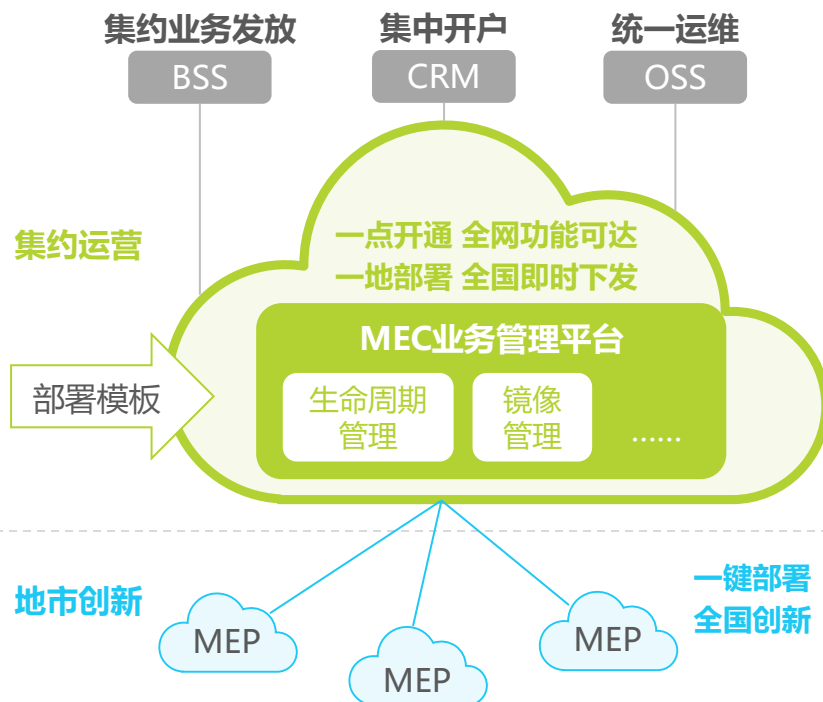 集约业务发放
集中开户
统一运维
BSS
CRM
OSS
集约运营
一点开通 全网功能可达
一地部署 全国即时下发
MEC业务管理平台
部署模板
生命周期
管理
镜像
管理
......
地市创新
一键部署
全国创新
MEP
MEP
MEP